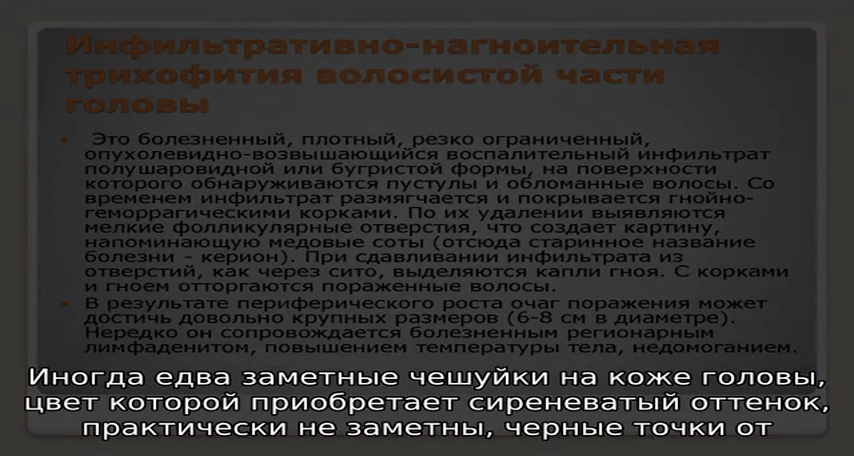 Инфильтративно-нагноительная
трихофития волосистой части
головы
• Это болезненный, плотный, резко ограниченный,
опухолевидно-возвышающийся воспалительный инфильтрат
полушаровидной или бугристой формы, на поверхности
которого обнаруживаются пустулы и обломанные волосы. Со
временем инфильтрат размягчается и покрывается гнойно-
геморрагическими корками. По их удалении выявляются
мелкие фолликулярные отверстия, что создает картину,
напоминающую медовые соты (отсюда старинное название
болезни - керион). При сдавливании инфильтрата из
отверстий, как через сито, выделяются капли гноя. С корками
и гноем отторгаются пораженные волосы.
• В результате периферического роста очаг поражения может
достичь довольно крупных размеров (6-8 см в диаметре).
Нередко он сопровождается болезненным регионарным
лимфаденитом, повышением температуры тела, недомоганием.
Иногда едва заметные чешуйки на коже головы,
цвет которой приобретает сиреневатый оттенок,
практически не заметны, черные точки от